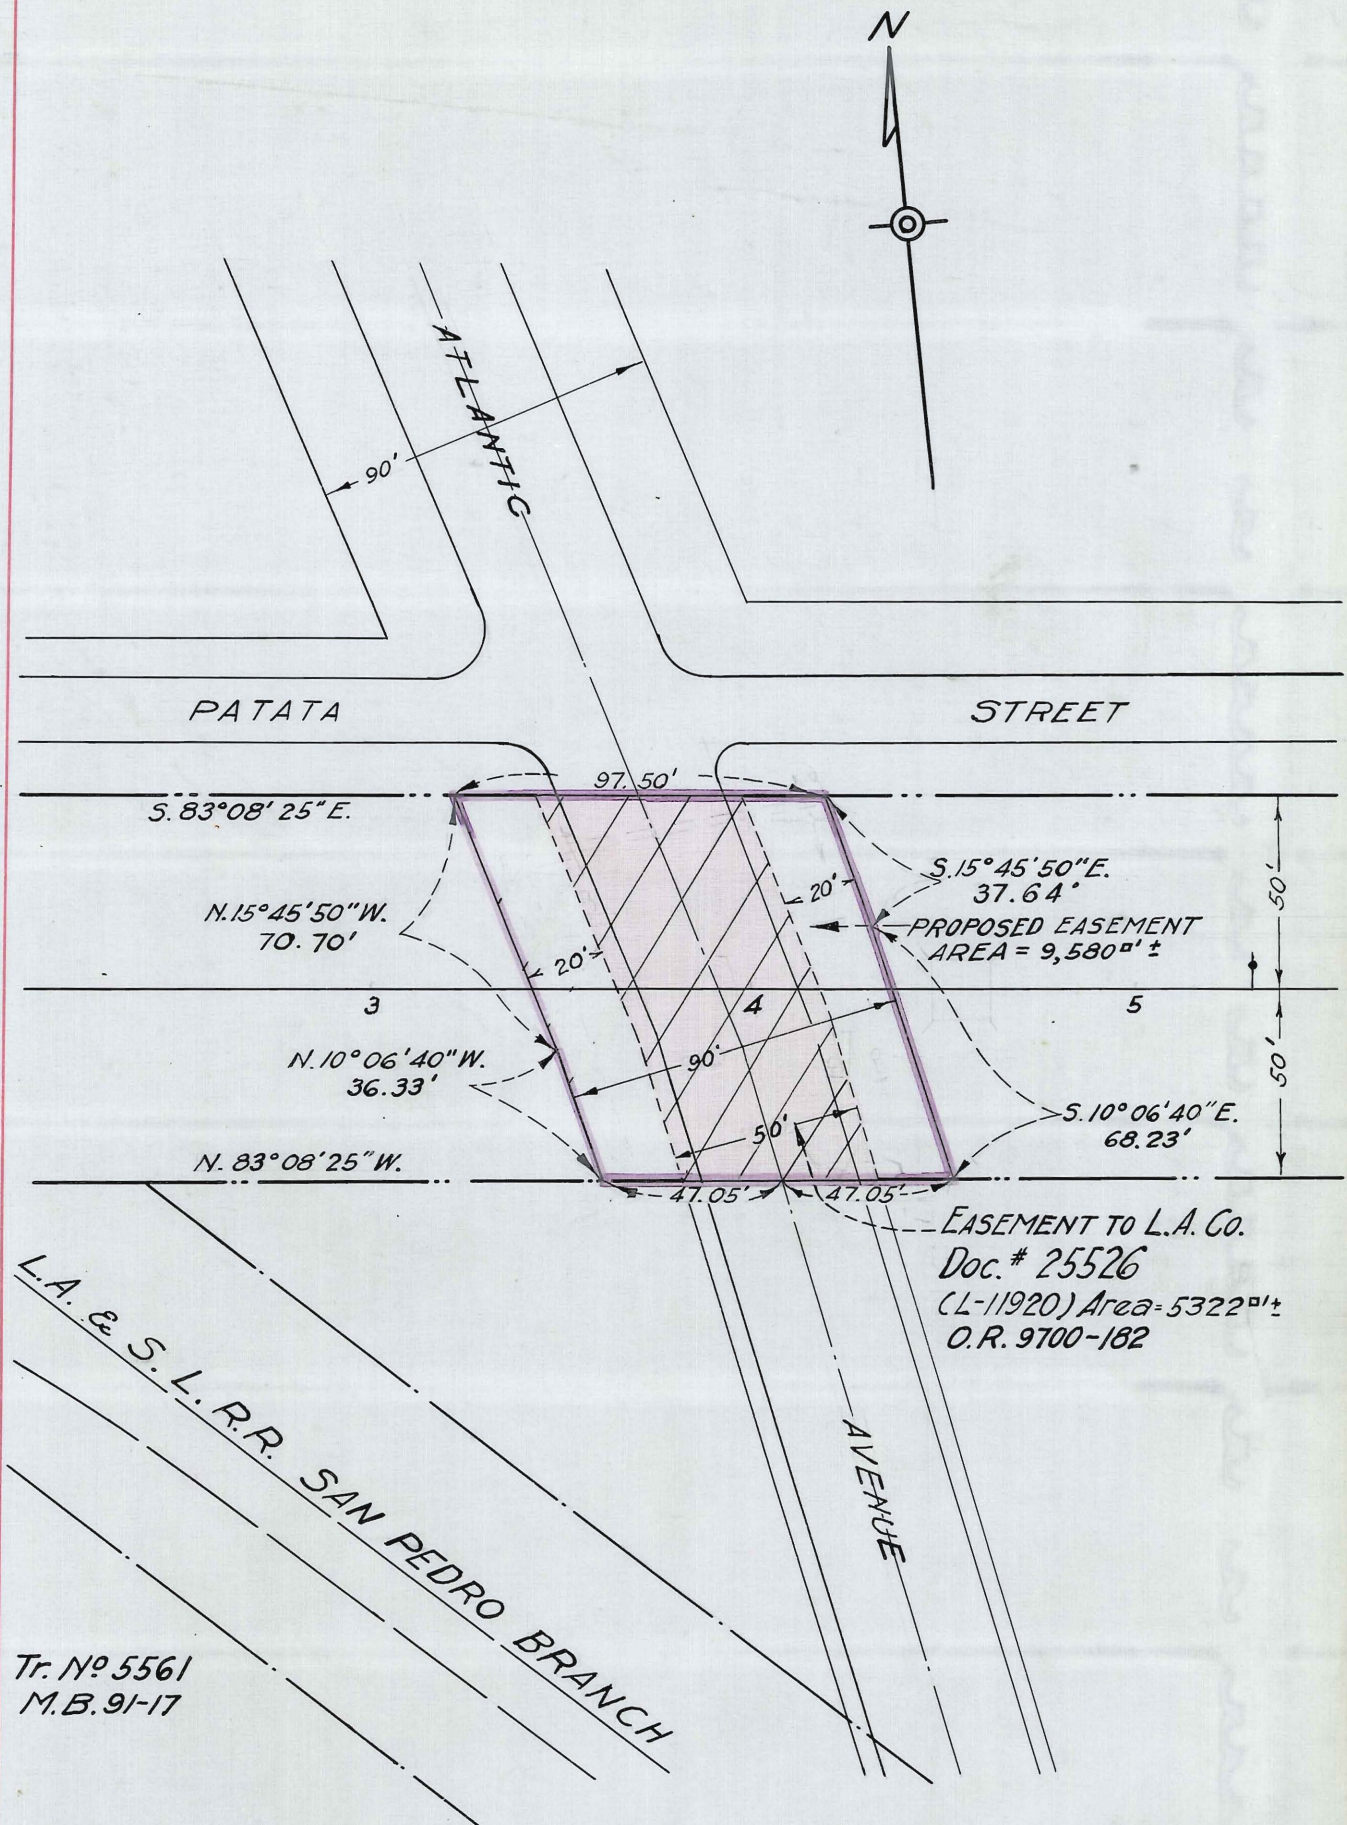 N
ATLANTIC
90'
PATATA
STREET
97.50'
S. 83° 08' 25" E.
S. 15° 45' 50" E.
37.64'
20'
N. 15° 45' 50" W.
70.70'
PROPOSED EASEMENT
AREA = 9,580 □' ±
50'
20'
3
4
5
N. 10° 06' 40" W.
36.33'
90'
50'
S. 10° 06' 40" E.
68.23'
50'
N. 83° 08' 25" W.
47.05'
47.05'
EASEMENT TO L.A. Co.
Doc. # 25526
(L-11920) Area = 5322 □' ±
O.R. 9700-182
L.A. & S. L. R.R. SAN PEDRO BRANCH
AVENUE
Tr. Nº 5561
M.B. 91-17